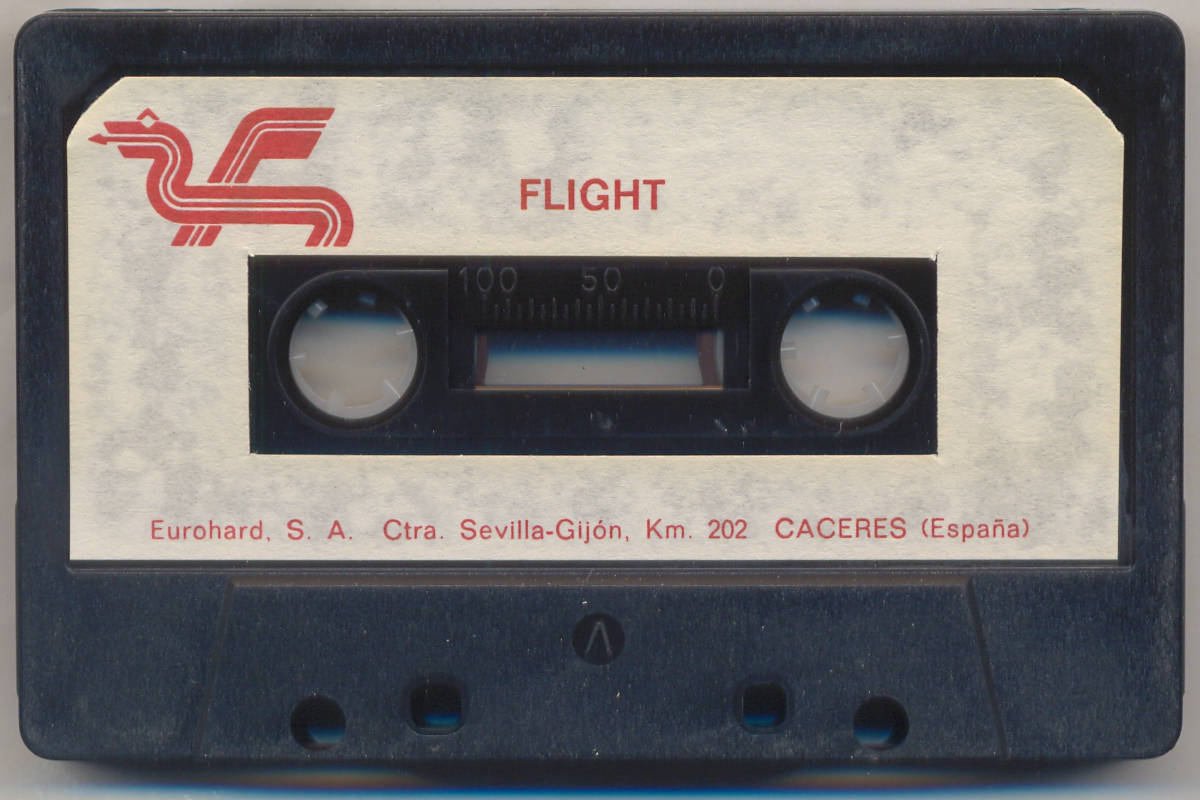 FLIGHT
100 50 0
Eurohard, S. A. Ctra. Sevilla-Gijón, Km. 202 CACERES (España)